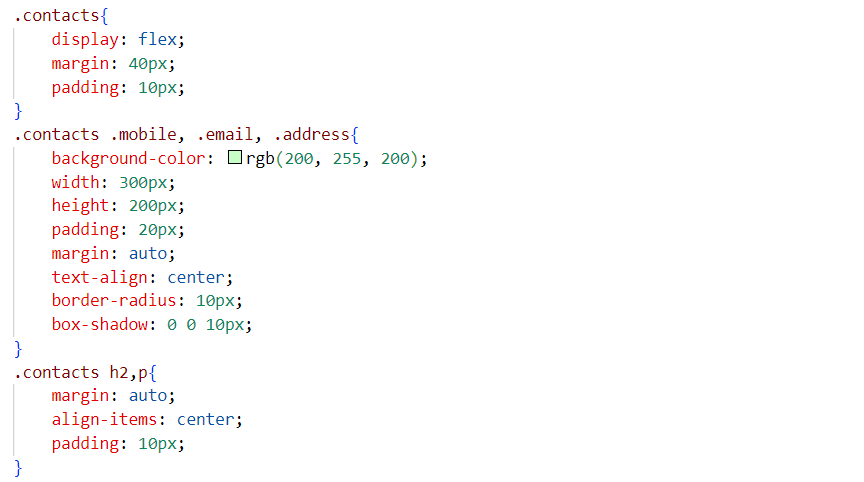 .contacts{
    display: flex;
    margin: 40px;
    padding: 10px;
}
.contacts .mobile, .email, .address{
    background-color: rgb(200, 255, 200);
    width: 300px;
    height: 200px;
    padding: 20px;
    margin: auto;
    text-align: center;
    border-radius: 10px;
    box-shadow: 0 0 10px;
}
.contacts h2,p{
    margin: auto;
    align-items: center;
    padding: 10px;
}